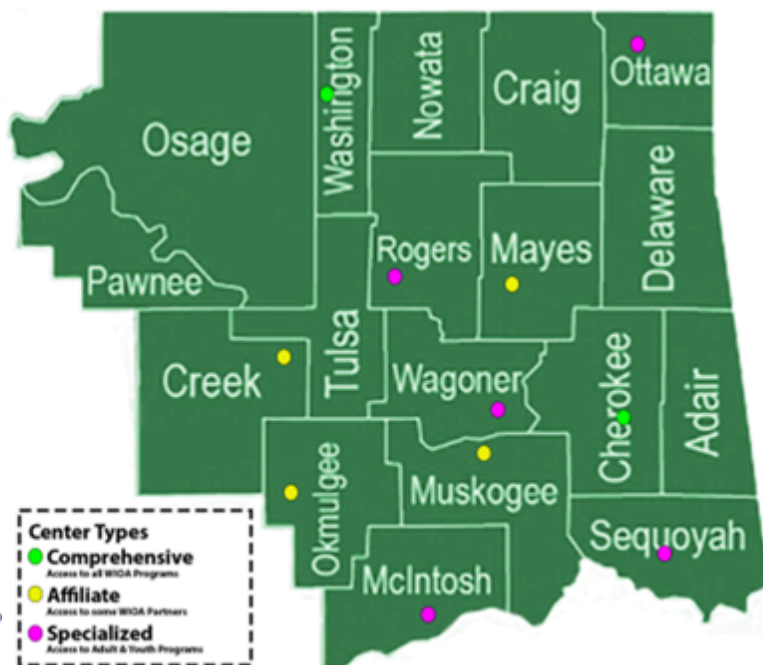 Osage
Washington
Nowata
Craig
Ottawa
Delaware
Pawnee
Rogers
Mayes
Tulsa
Creek
Wagoner
Cherokee
Adair
Okmulgee
Muskogee
Sequoyah
McIntosh
Center Types
Comprehensive
Access to all WIOA Programs
Affiliate
Access to some WIOA Partners
Specialized
Access to Adult & Youth Programs